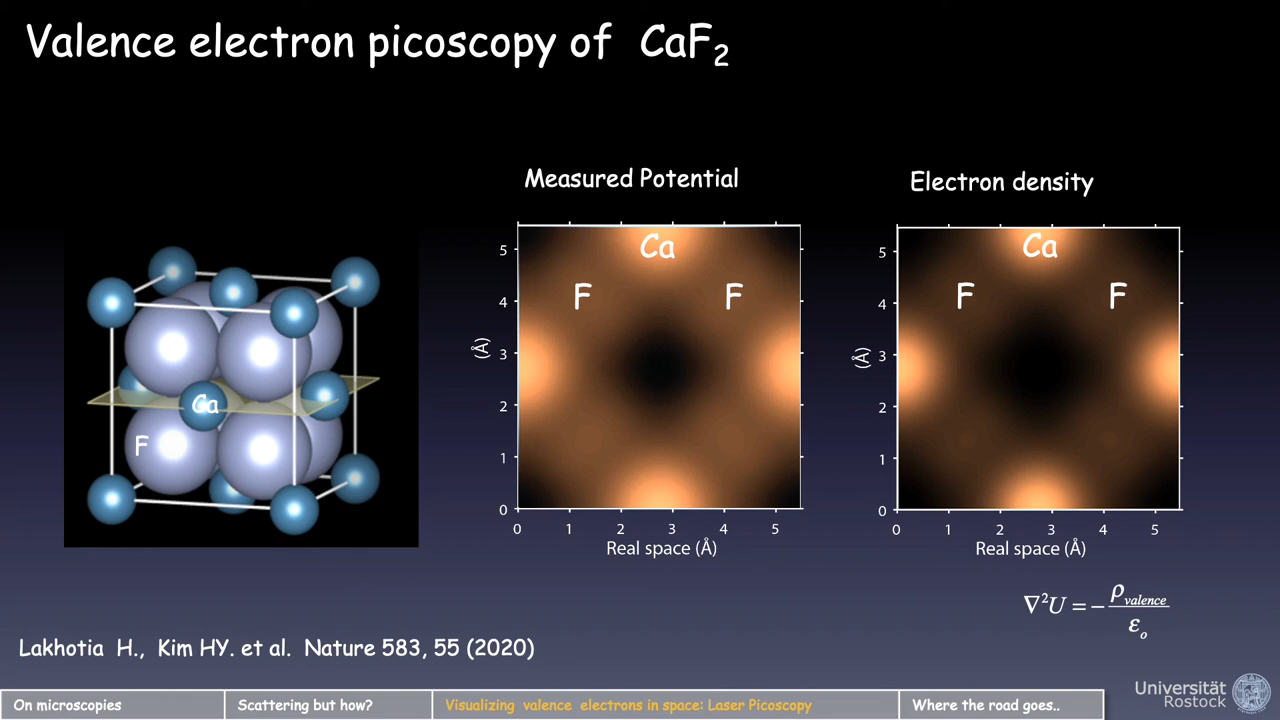 Valence electron picoscopy of CaF₂
Measured Potential
Electron density
Ca
F
F
Ca
F
F
Ca
F
5
4
3
2
1
0
(Å)
0 1 2 3 4 5
Real space (Å)
5
4
3
2
1
0
(Å)
0 1 2 3 4 5
Real space (Å)
∇²U = − ρ_valence / ε_o
Lakhotia H., Kim HY. et al. Nature 583, 55 (2020)
On microscopies
Scattering but how?
Visualizing valence electrons in space: Laser Picoscopy
Where the road goes..
Universität
Rostock